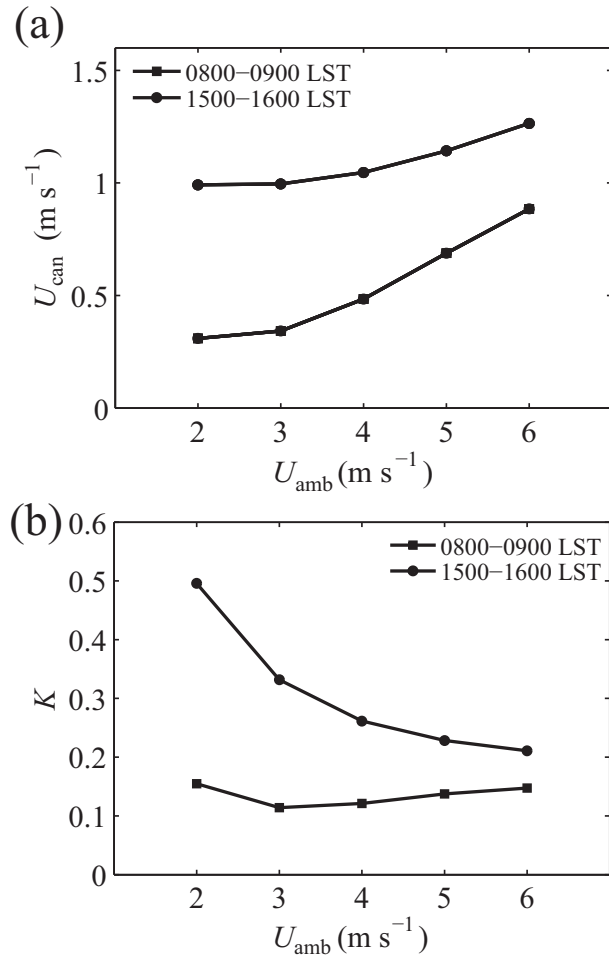 (a)
1.5
1
0.5
0
U_can (m s⁻¹)
0800−0900 LST
1500−1600 LST
2 3 4 5 6
U_amb (m s⁻¹)
(b)
0.6
0.5
0.4
0.3
0.2
0.1
0
K
0800−0900 LST
1500−1600 LST
2 3 4 5 6
U_amb (m s⁻¹)